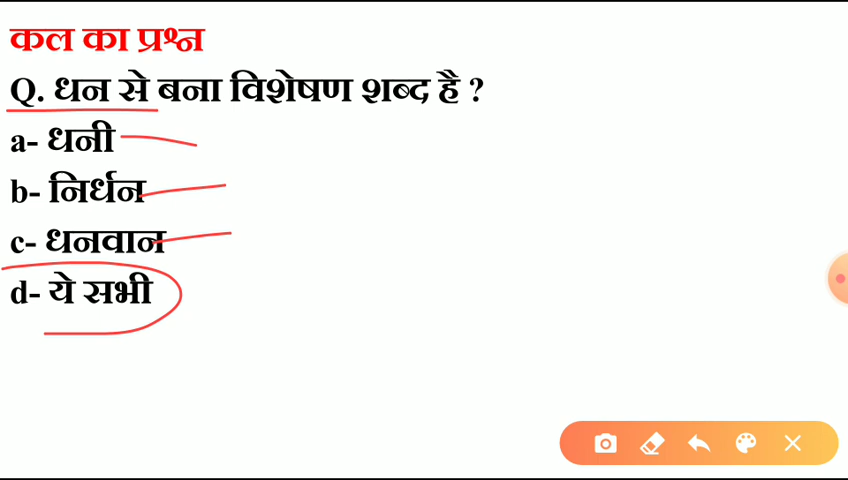 कल का प्रश्न
Q. धन से बना विशेषण शब्द है ?
a- धनी
b- निर्धन
c- धनवान
d- ये सभी